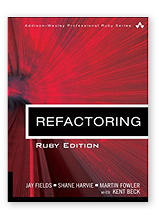 Addison-Wesley Professional Ruby Series
REFACTORING
RUBY EDITION
JAY FIELDS ▪ SHANE HARVIE ▪ MARTIN FOWLER
WITH KENT BECK